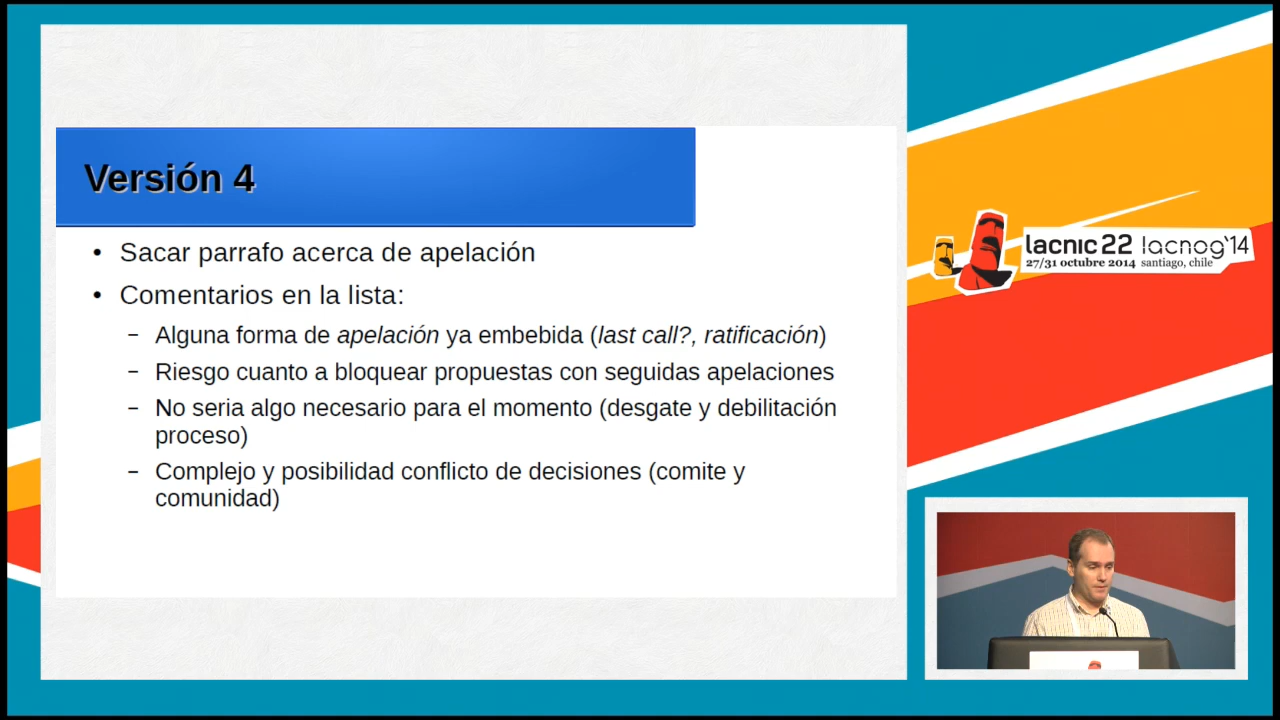 Versión 4
• Sacar parrafo acerca de apelación
• Comentarios en la lista:
– Alguna forma de apelación ya embebida (last call?, ratificación)
– Riesgo cuanto a bloquear propuestas con seguidas apelaciones
– No seria algo necesario para el momento (desgate y debilitación
proceso)
– Complejo y posibilidad conflicto de decisiones (comite y
comunidad)
lacnic 22 lacnog'14
27/31 octubre 2014 santiago, chile